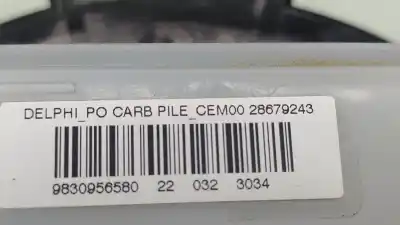 DELPHI_PO CARB PILE_CEM00 28679243
9830956580 22 032 3034